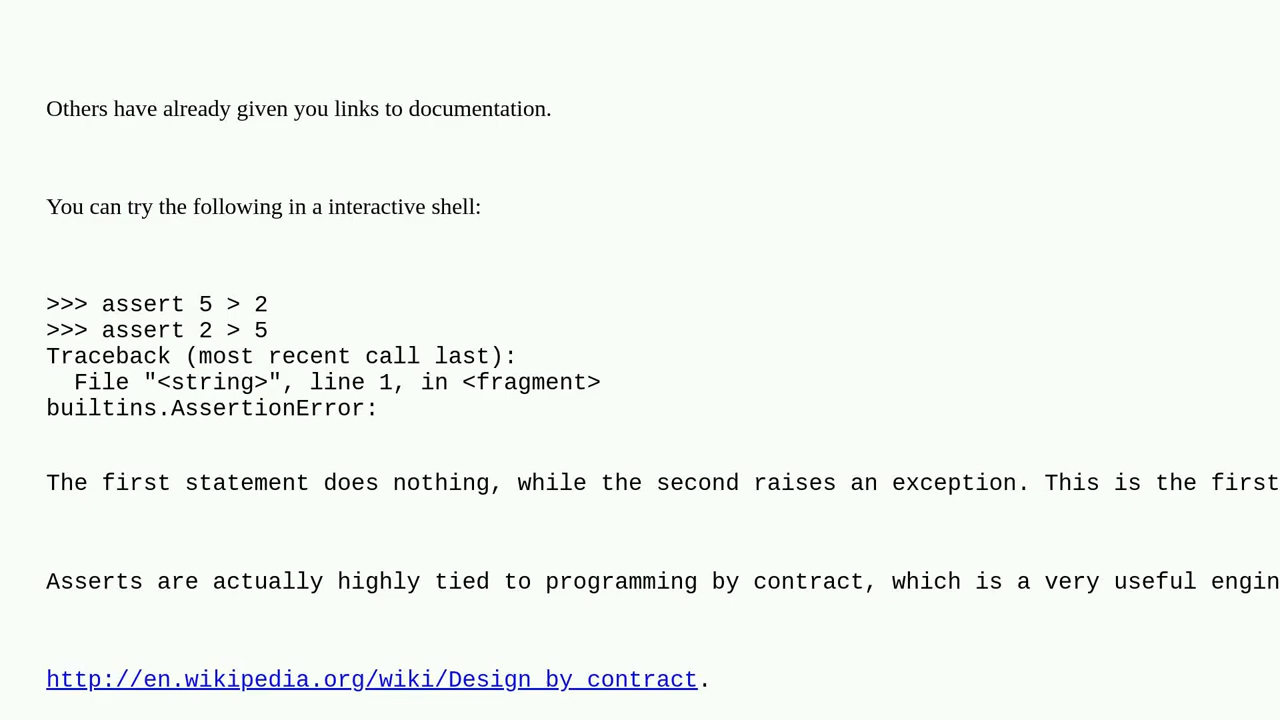 Others have already given you links to documentation.
You can try the following in a interactive shell:
>>> assert 5 > 2
>>> assert 2 > 5
Traceback (most recent call last):
  File "<string>", line 1, in <fragment>
builtins.AssertionError:
The first statement does nothing, while the second raises an exception. This is the first
Asserts are actually highly tied to programming by contract, which is a very useful engin
http://en.wikipedia.org/wiki/Design_by_contract.